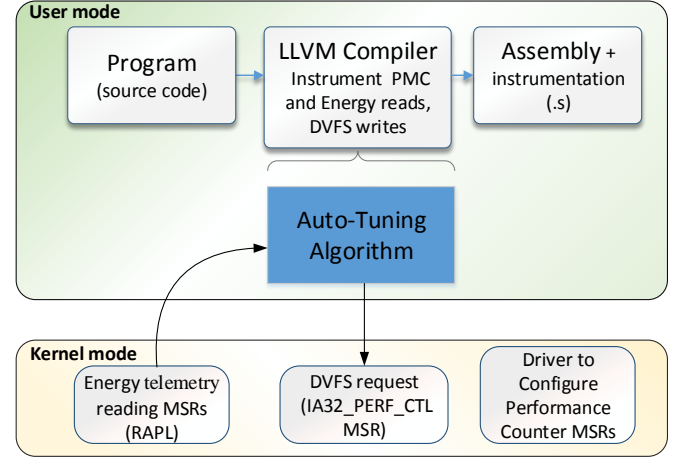 User mode
Program
(source code)
LLVM Compiler
Instrument PMC
and Energy reads,
DVFS writes
Assembly +
instrumentation
(.s)
Auto-Tuning
Algorithm
Kernel mode
Energy telemetry
reading MSRs
(RAPL)
DVFS request
(IA32_PERF_CTL
MSR)
Driver to
Configure
Performance
Counter MSRs